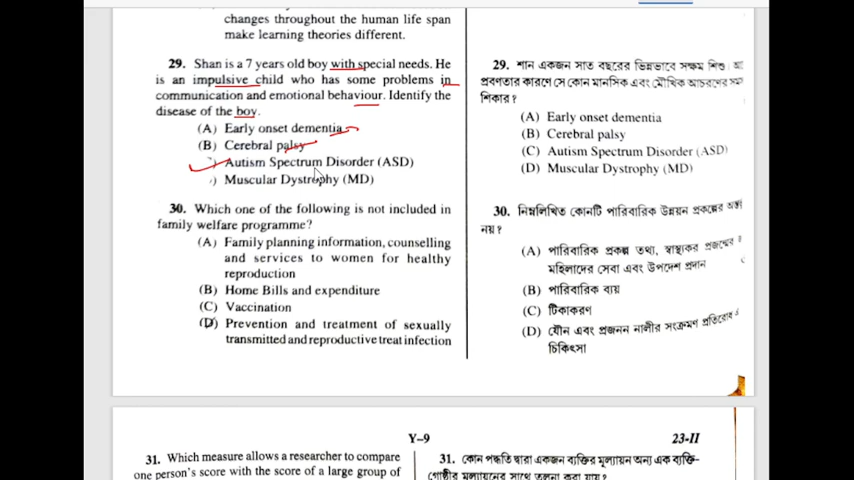 changes throughout the human life span
make learning theories different.
29. Shan is a 7 years old boy with special needs. He
is an impulsive child who has some problems in
communication and emotional behaviour. Identify the
disease of the boy.
(A) Early onset dementia
(B) Cerebral palsy
Autism Spectrum Disorder (ASD)
Muscular Dystrophy (MD)
30. Which one of the following is not included in
family welfare programme?
(A) Family planning information, counselling
and services to women for healthy
reproduction
(B) Home Bills and expenditure
(C) Vaccination
(D) Prevention and treatment of sexually
transmitted and reproductive treat infection
29. শান একজন সাত বছরের ভিন্নভাবে সক্ষম শিশু।
প্রবণতার কারণে সে কোন মানসিক এবং মৌখিক আচরণের
শিকার?
(A) Early onset dementia
(B) Cerebral palsy
(C) Autism Spectrum Disorder (ASD)
(D) Muscular Dystrophy (MD)
30. নিম্নলিখিত কোনটি পারিবারিক উন্নয়ন প্রকল্পের
নয়?
(A) পারিবারিক প্রকল্প তথ্য, স্বাস্থ্যকর প্রজন্মের
মহিলাদের সেবা এবং উপদেশ প্রদান
(B) পারিবারিক ব্যয়
(C) টিকাকরণ
(D) যৌন এবং প্রজনন নালীর সংক্রমণ প্রতিরোধ ও
চিকিৎসা
Y–9
23-II
31. Which measure allows a researcher to compare
one person's score with the score of a large group of
31. কোন পদ্ধতি দ্বারা একজন ব্যক্তির মূল্যায়ন অন্য এক ব্যক্তি-
গোষ্ঠীর মূল্যায়নের সাথে তুলনা করা যায়?